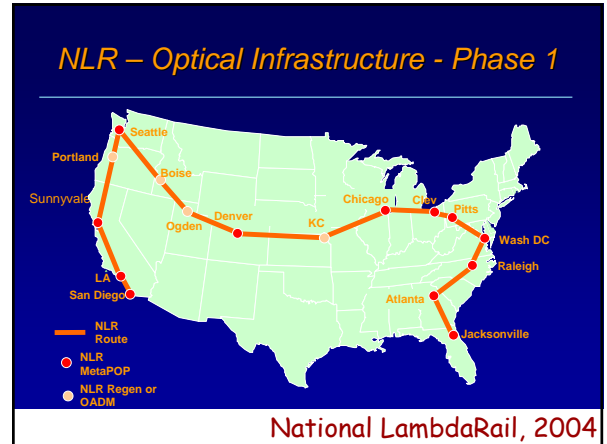 NLR – Optical Infrastructure - Phase 1
Seattle
Portland
Boise
Sunnyvale
Ogden
Denver
KC
Chicago
Clev
Pitts
Wash DC
Raleigh
LA
San Diego
Atlanta
Jacksonville
NLR
Route
NLR
MetaPOP
NLR Regen or
OADM
National LambdaRail, 2004